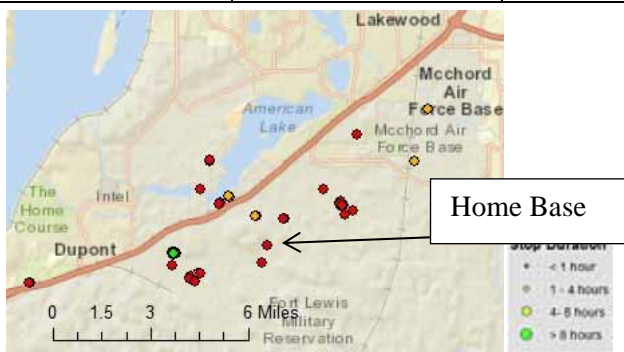 Lakewood
Mcchord
Air
Force Base
American
Lake
Mcchord Air
Force Base
The
Home
Course
Intel
Home Base
Dupont
Stop Duration
< 1 hour
1 - 4 hours
4- 8 hours
> 8 hours
0 1.5 3 6 Miles
Fort Lewis
Military
Reservation